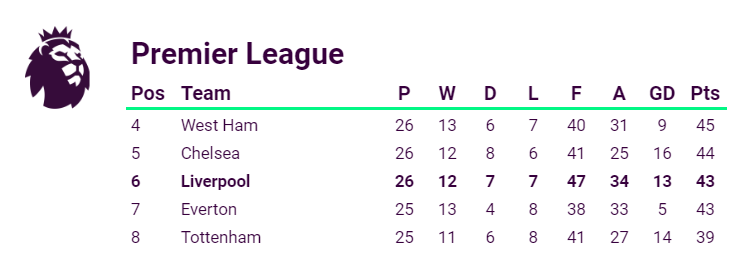 Premier League
Pos Team P W D L F A GD Pts
4 West Ham 26 13 6 7 40 31 9 45
5 Chelsea 26 12 8 6 41 25 16 44
6 Liverpool 26 12 7 7 47 34 13 43
7 Everton 25 13 4 8 38 33 5 43
8 Tottenham 25 11 6 8 41 27 14 39